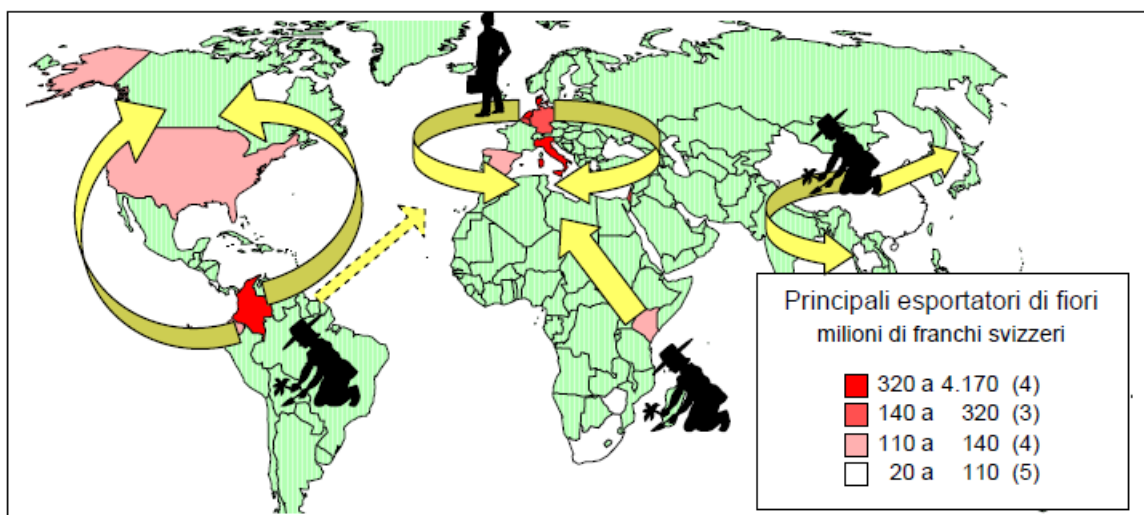 Principali esportatori di fiori
milioni di franchi svizzeri
320 a 4.170 (4)
140 a 320 (3)
110 a 140 (4)
20 a 110 (5)